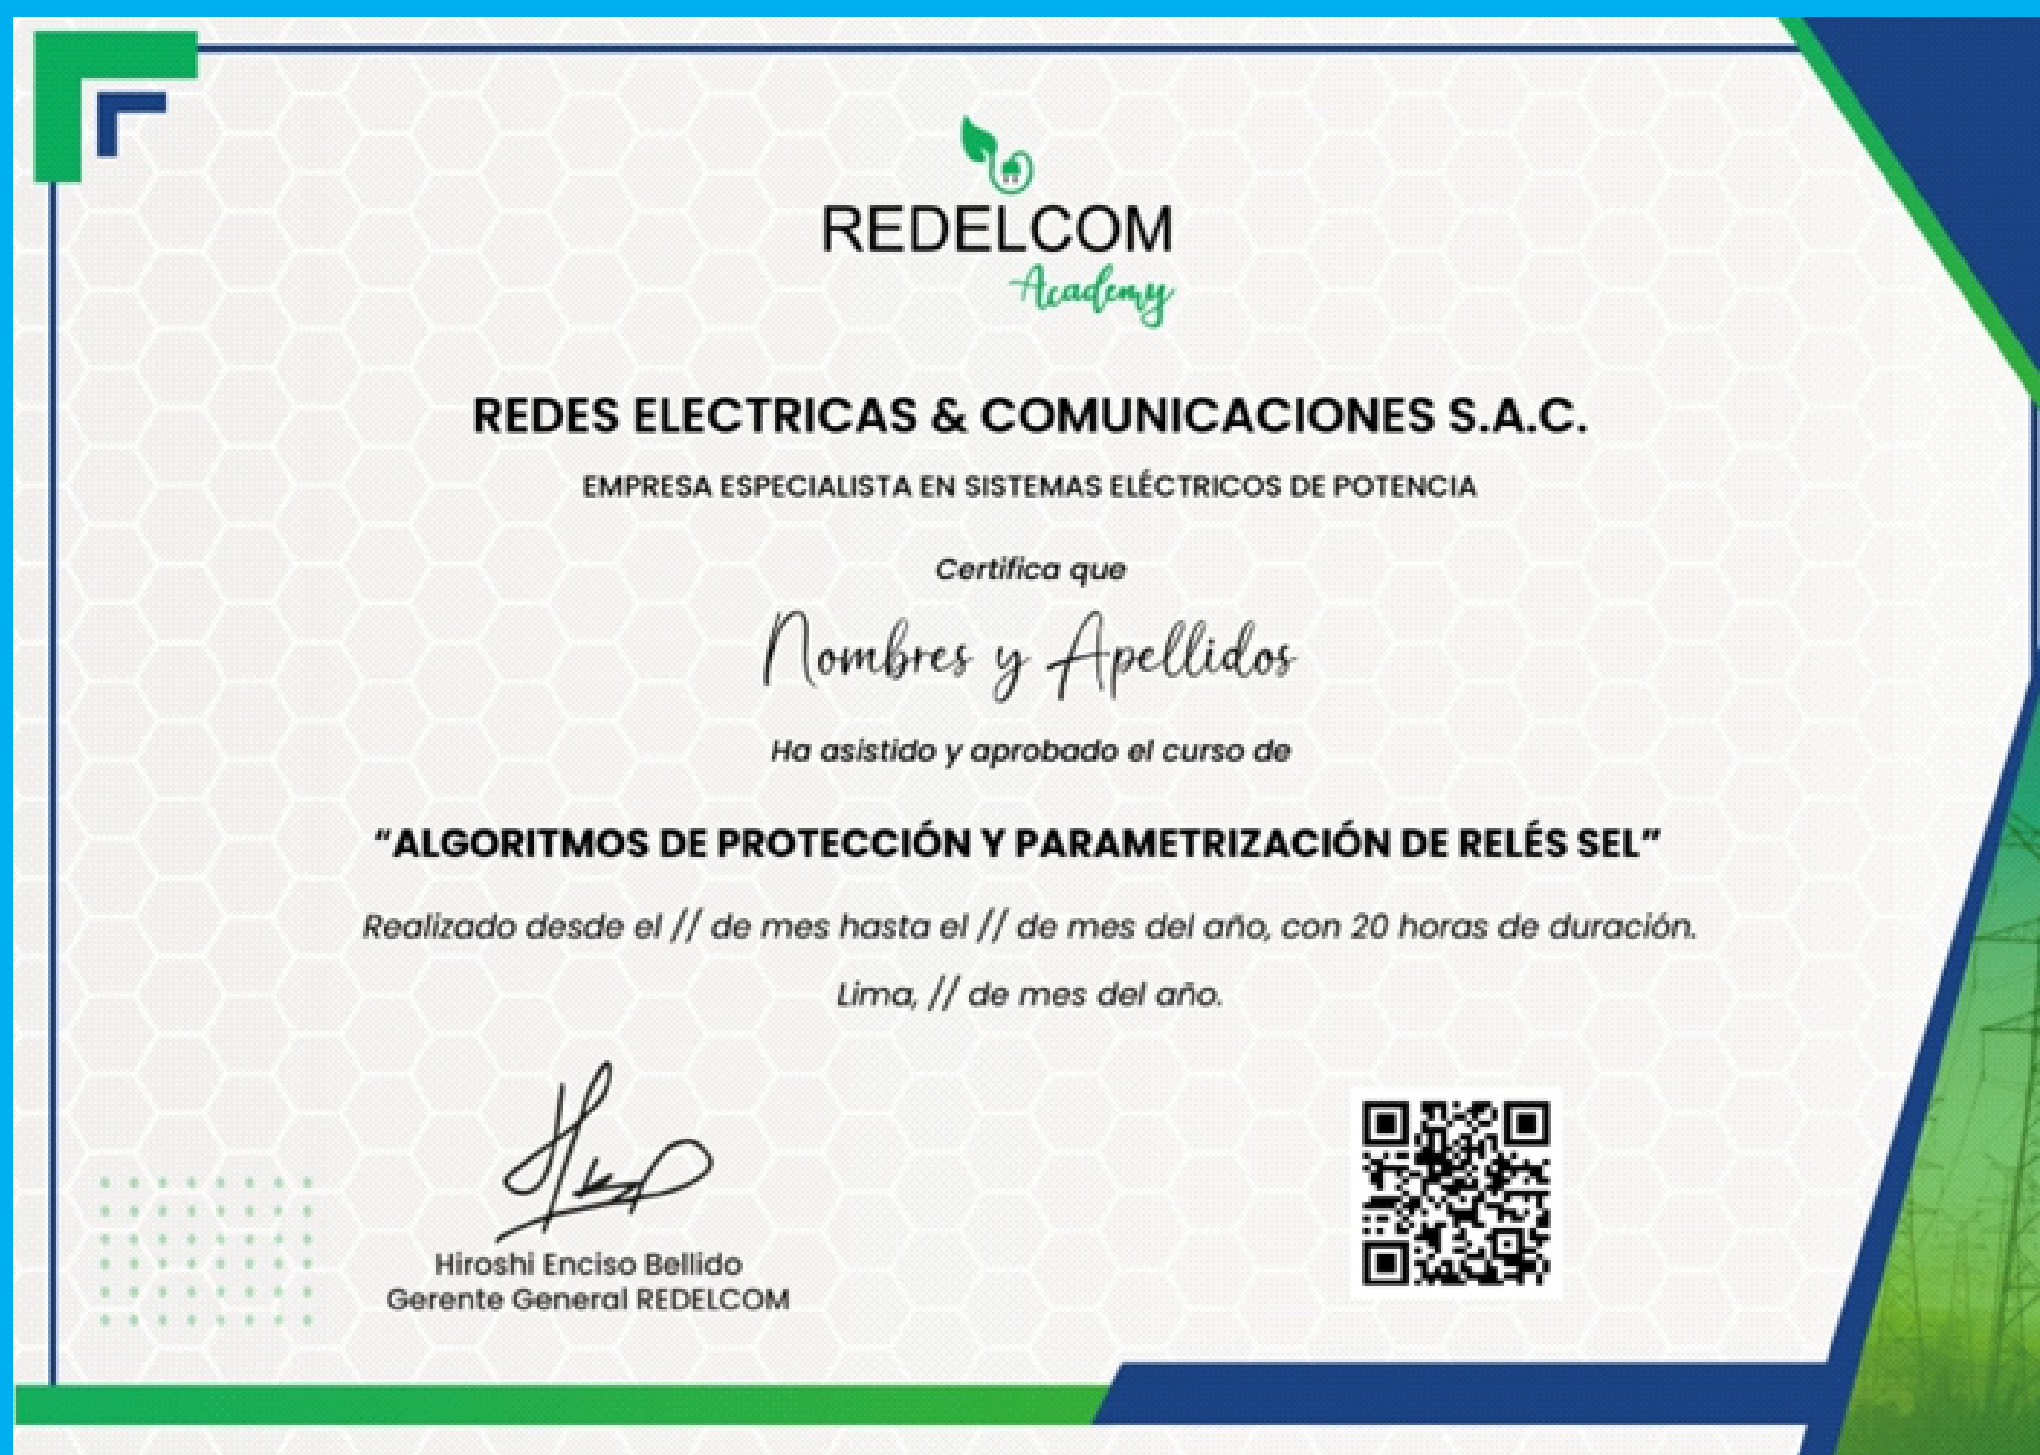 REDELCOM
Academy
REDES ELECTRICAS & COMUNICACIONES S.A.C.
EMPRESA ESPECIALISTA EN SISTEMAS ELÉCTRICOS DE POTENCIA
Certifica que
Nombres y Apellidos
Ha asistido y aprobado el curso de
“ALGORITMOS DE PROTECCIÓN Y PARAMETRIZACIÓN DE RELÉS SEL”
Realizado desde el // de mes hasta el // de mes del año, con 20 horas de duración.
Lima, // de mes del año.
Hiroshi Enciso Bellido
Gerente General REDELCOM